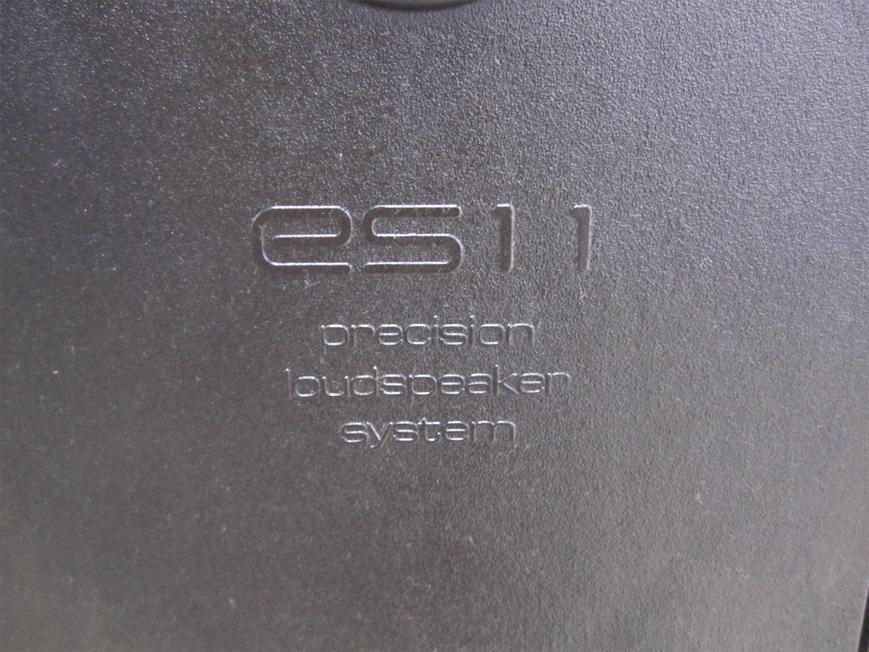 es11
precision
loudspeaker
system